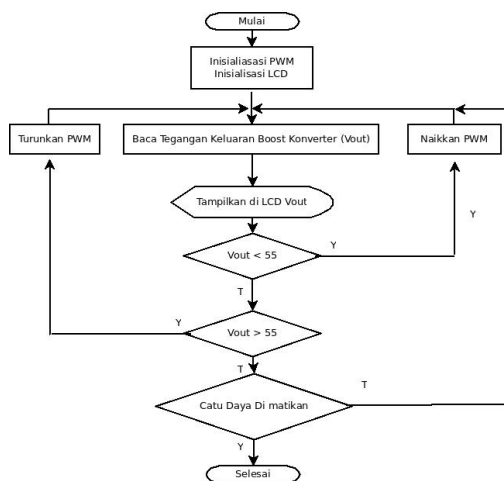 Mulai
Inisialiasasi PWM
Inisialisasi LCD
Turunkan PWM
Baca Tegangan Keluaran Boost Konverter (Vout)
Naikkan PWM
Tampilkan di LCD Vout
Y
Vout < 55
Y
T
Y
Vout > 55
T
T
Catu Daya Di matikan
Y
Selesai